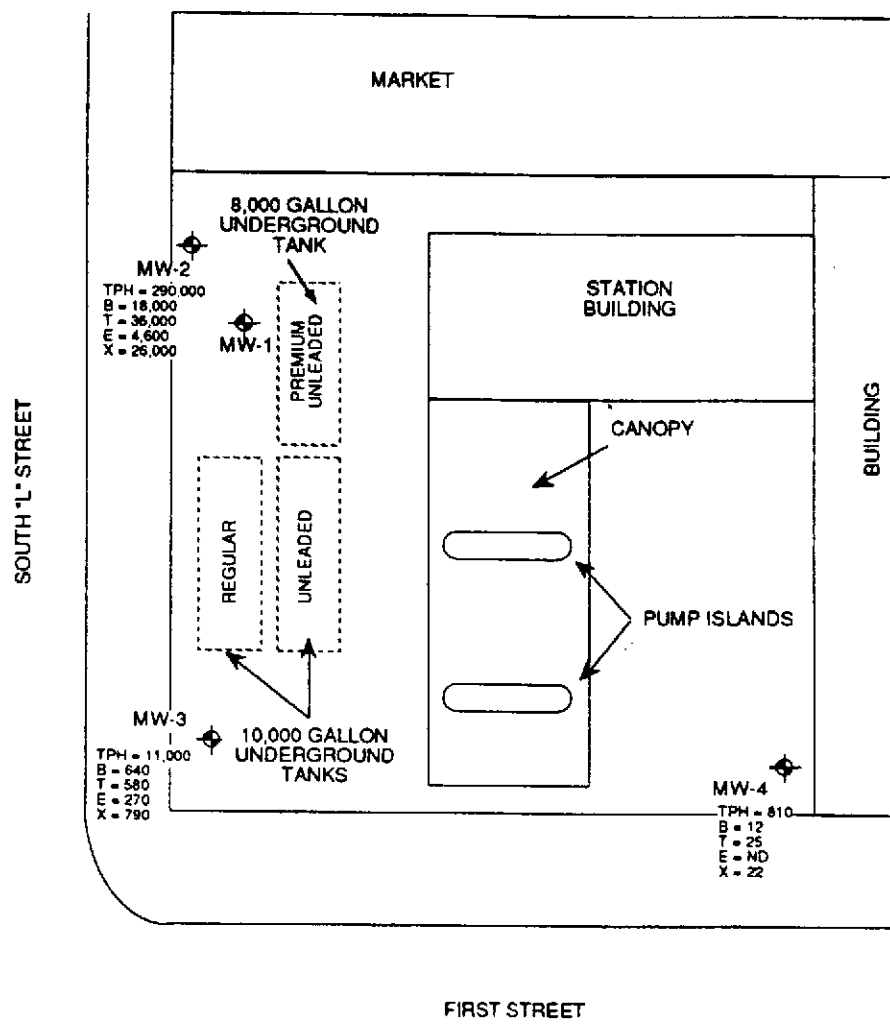 MARKET
8,000 GALLON
UNDERGROUND
TANK
MW-2
TPH = 290,000
B = 18,000
T = 36,000
E = 4,600
X = 26,000
MW-1
PREMIUM
UNLEADED
STATION
BUILDING
CANOPY
BUILDING
SOUTH "L" STREET
REGULAR
UNLEADED
PUMP ISLANDS
MW-3
TPH = 11,000
B = 640
T = 580
E = 270
X = 790
10,000 GALLON
UNDERGROUND
TANKS
MW-4
TPH = 810
B = 12
T = 25
E = ND
X = 22
FIRST STREET